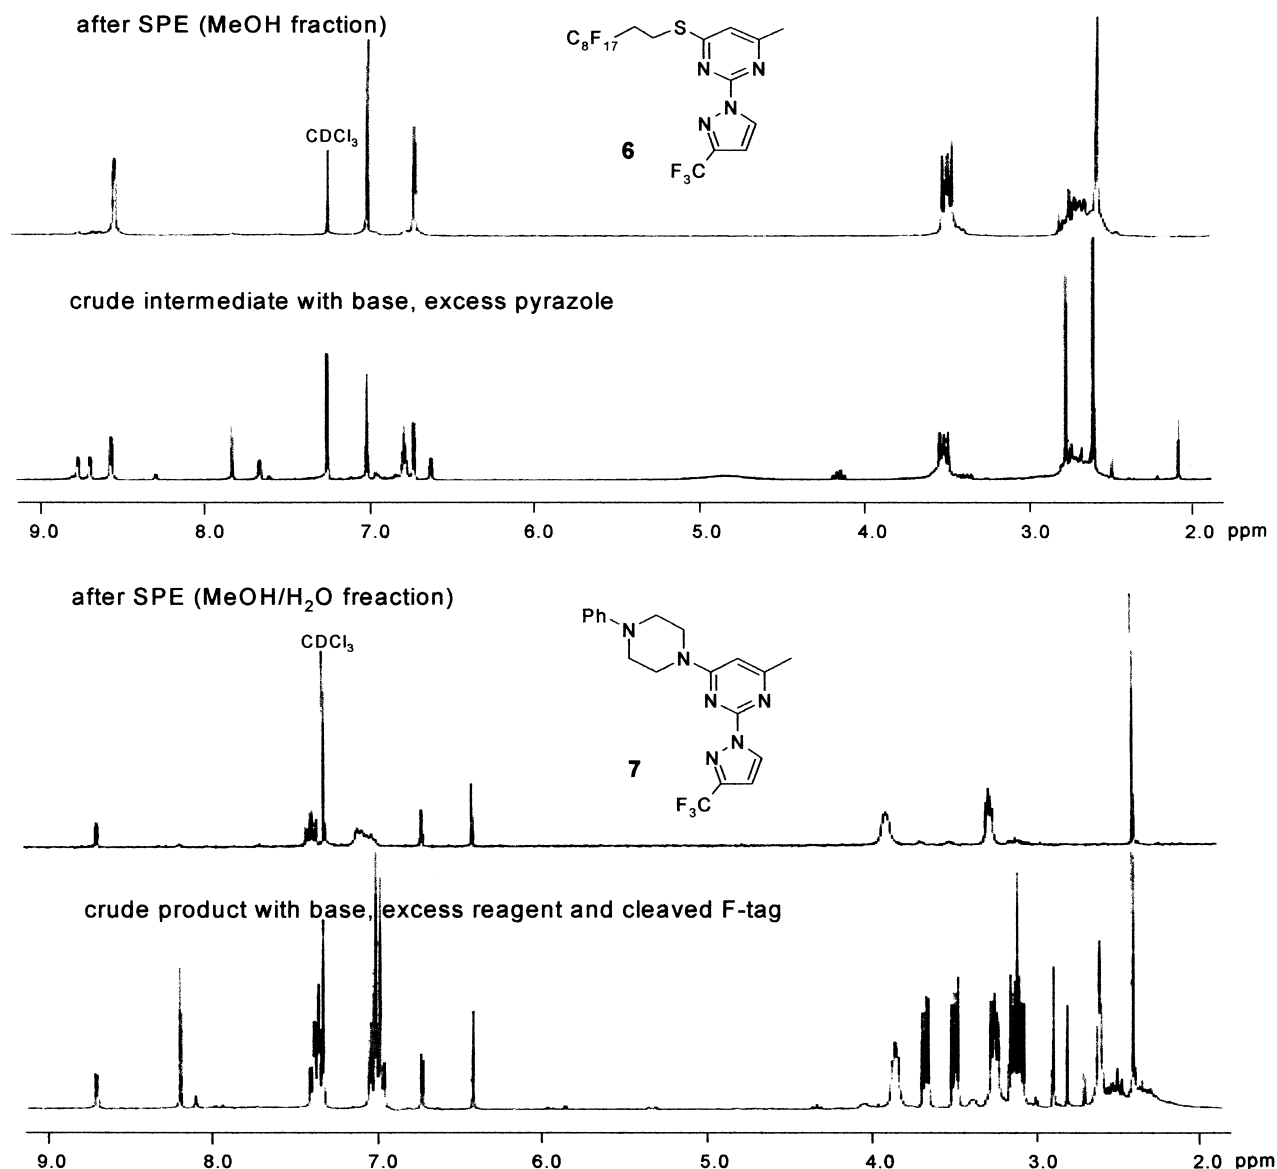 after SPE (MeOH fraction)
C8F17
S
N
N
N
N
F3C
6
CDCl3
crude intermediate with base, excess pyrazole
9.0 8.0 7.0 6.0 5.0 4.0 3.0 2.0 ppm
after SPE (MeOH/H2O freaction)
CDCl3
Ph
N
N
N
N
N
N
F3C
7
crude product with base, excess reagent and cleaved F-tag
9.0 8.0 7.0 6.0 5.0 4.0 3.0 2.0 ppm